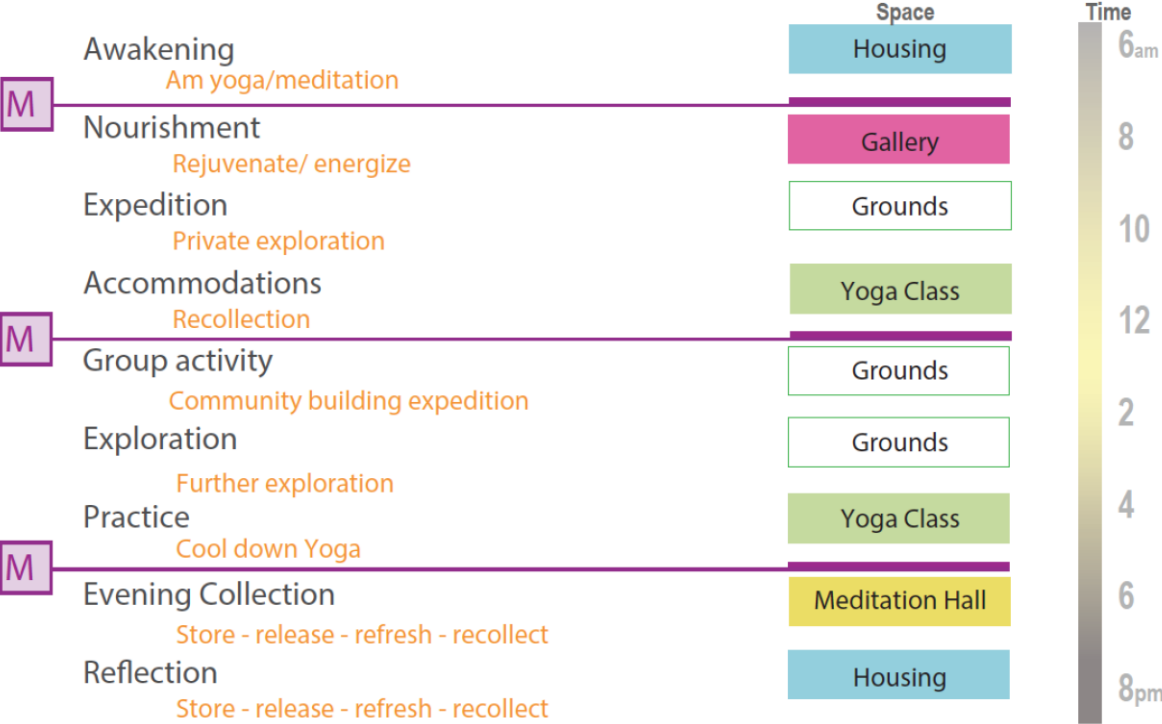 Space Time
Awakening Housing 6am
Am yoga/meditation
M
Nourishment Gallery 8
Rejuvenate/ energize
Expedition Grounds
Private exploration 10
Accommodations Yoga Class
Recollection 12
M
Group activity Grounds
Community building expedition 2
Exploration Grounds
Further exploration
Practice Yoga Class 4
Cool down Yoga
M
Evening Collection Meditation Hall 6
Store - release - refresh - recollect
Reflection Housing
Store - release - refresh - recollect 8pm